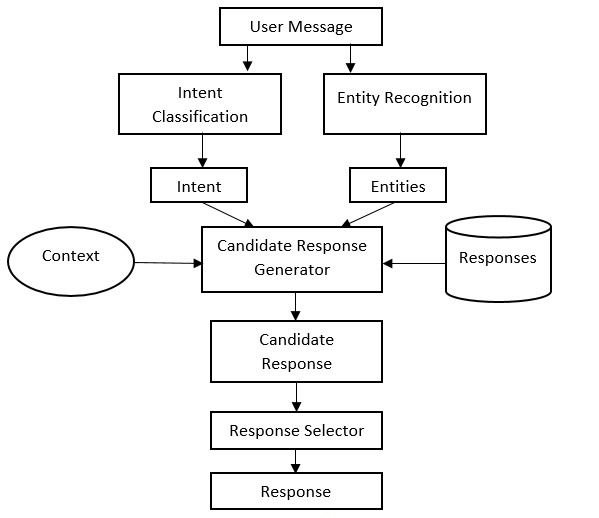 User Message
Intent
Classification
Entity Recognition
Intent
Entities
Context
Candidate Response
Generator
Responses
Candidate
Response
Response Selector
Response